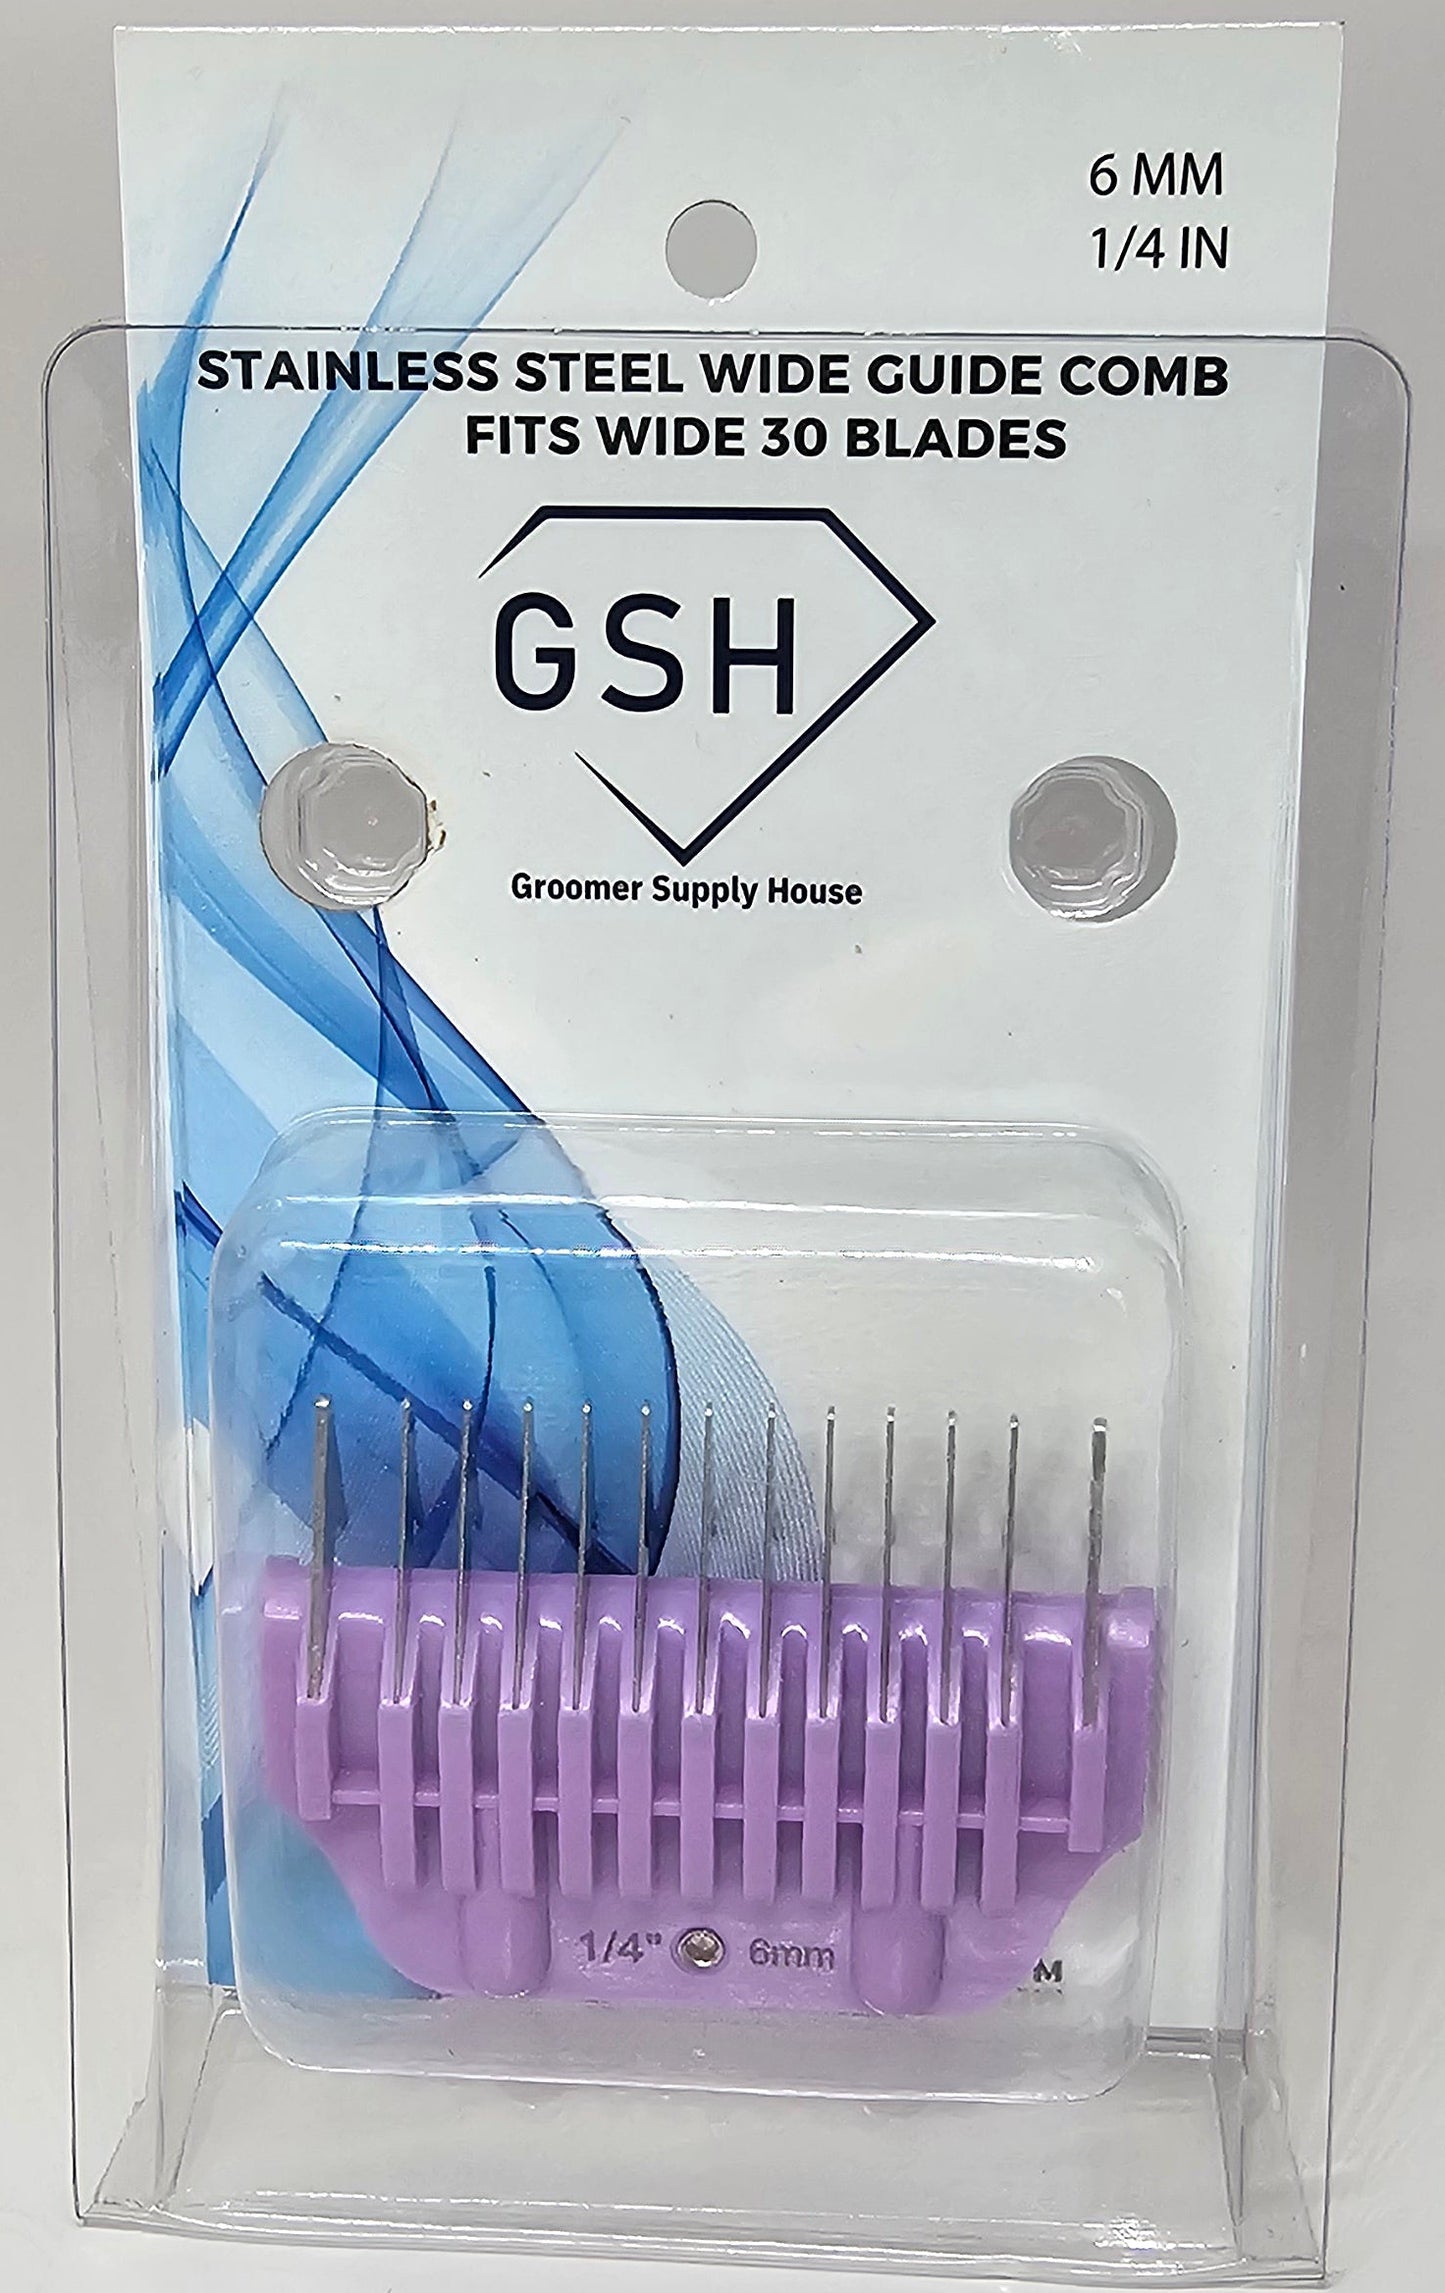 6 MM
1/4 IN
STAINLESS STEEL WIDE GUIDE COMB
FITS WIDE 30 BLADES
GSH
Groomer Supply House
1/4" 6mm